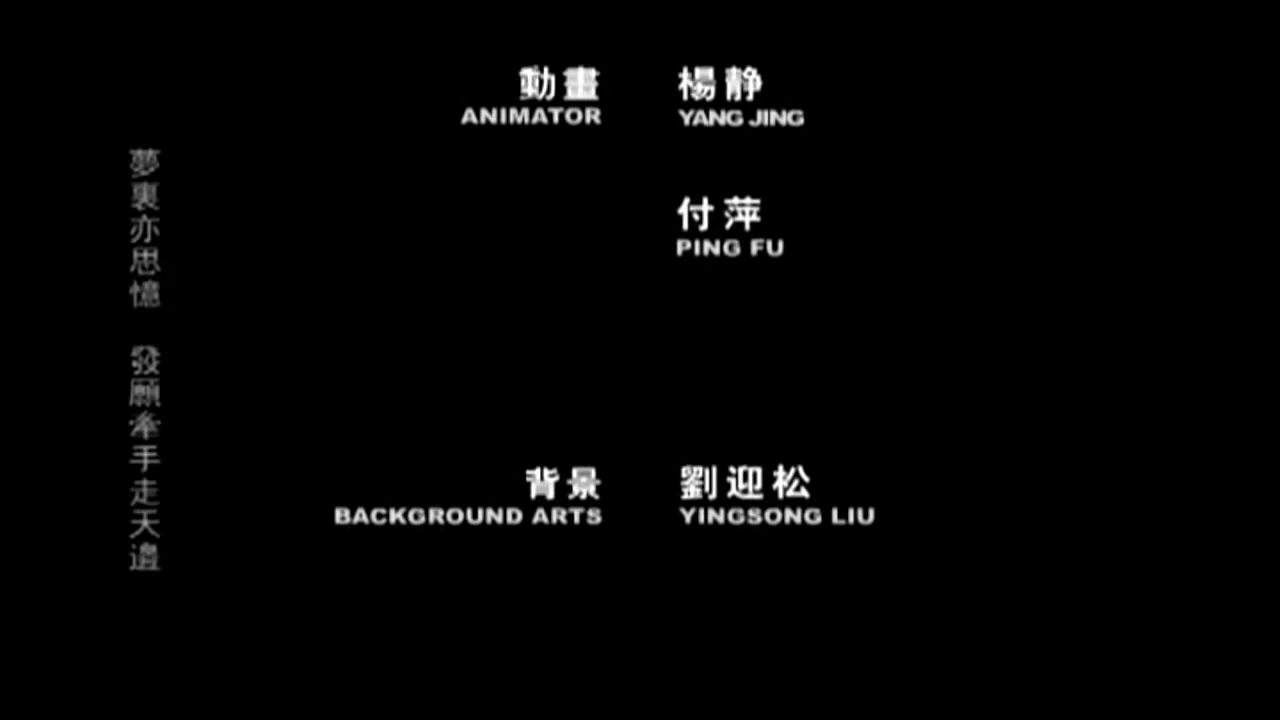 動畫 楊静
ANIMATOR YANG JING
付萍
PING FU
背景 劉迎松
BACKGROUND ARTS YINGSONG LIU
夢裏亦思憶 發願牽手走天邊